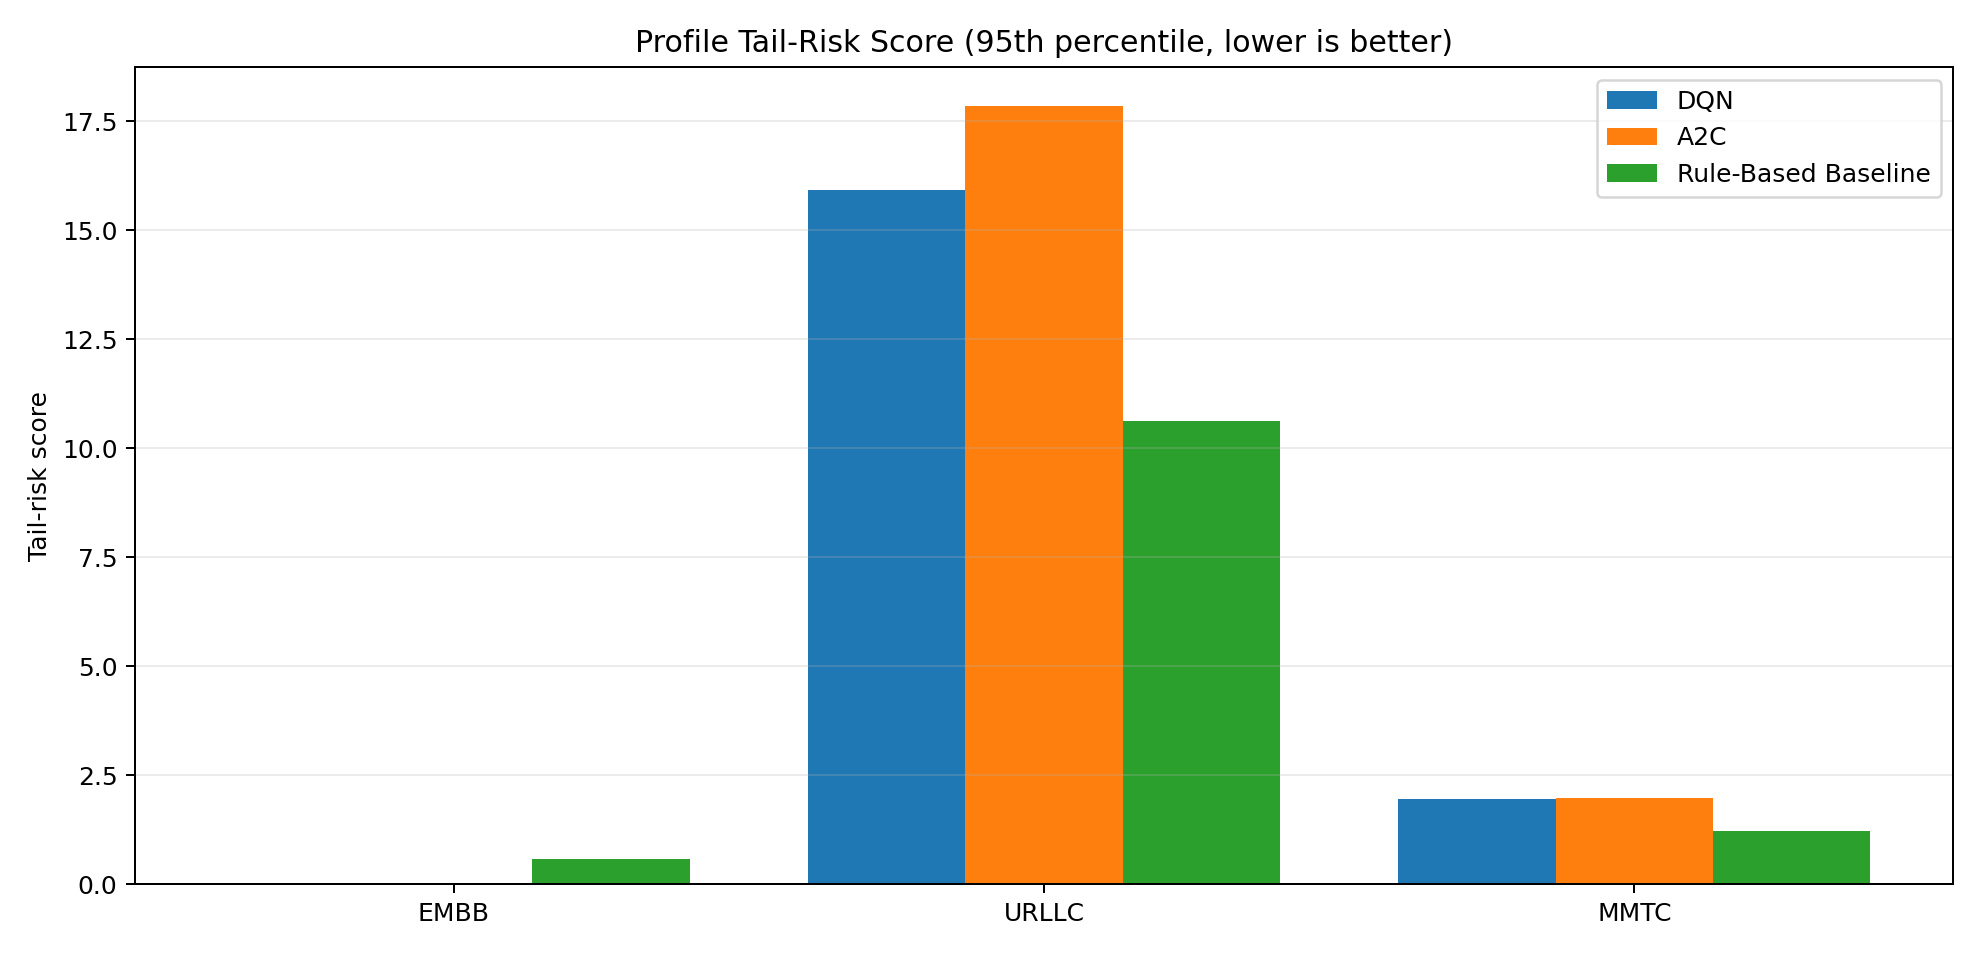 Profile Tail-Risk Score (95th percentile, lower is better)
DQN
A2C
Rule-Based Baseline
Tail-risk score
17.5
15.0
12.5
10.0
7.5
5.0
2.5
0.0
EMBB
URLLC
MMTC